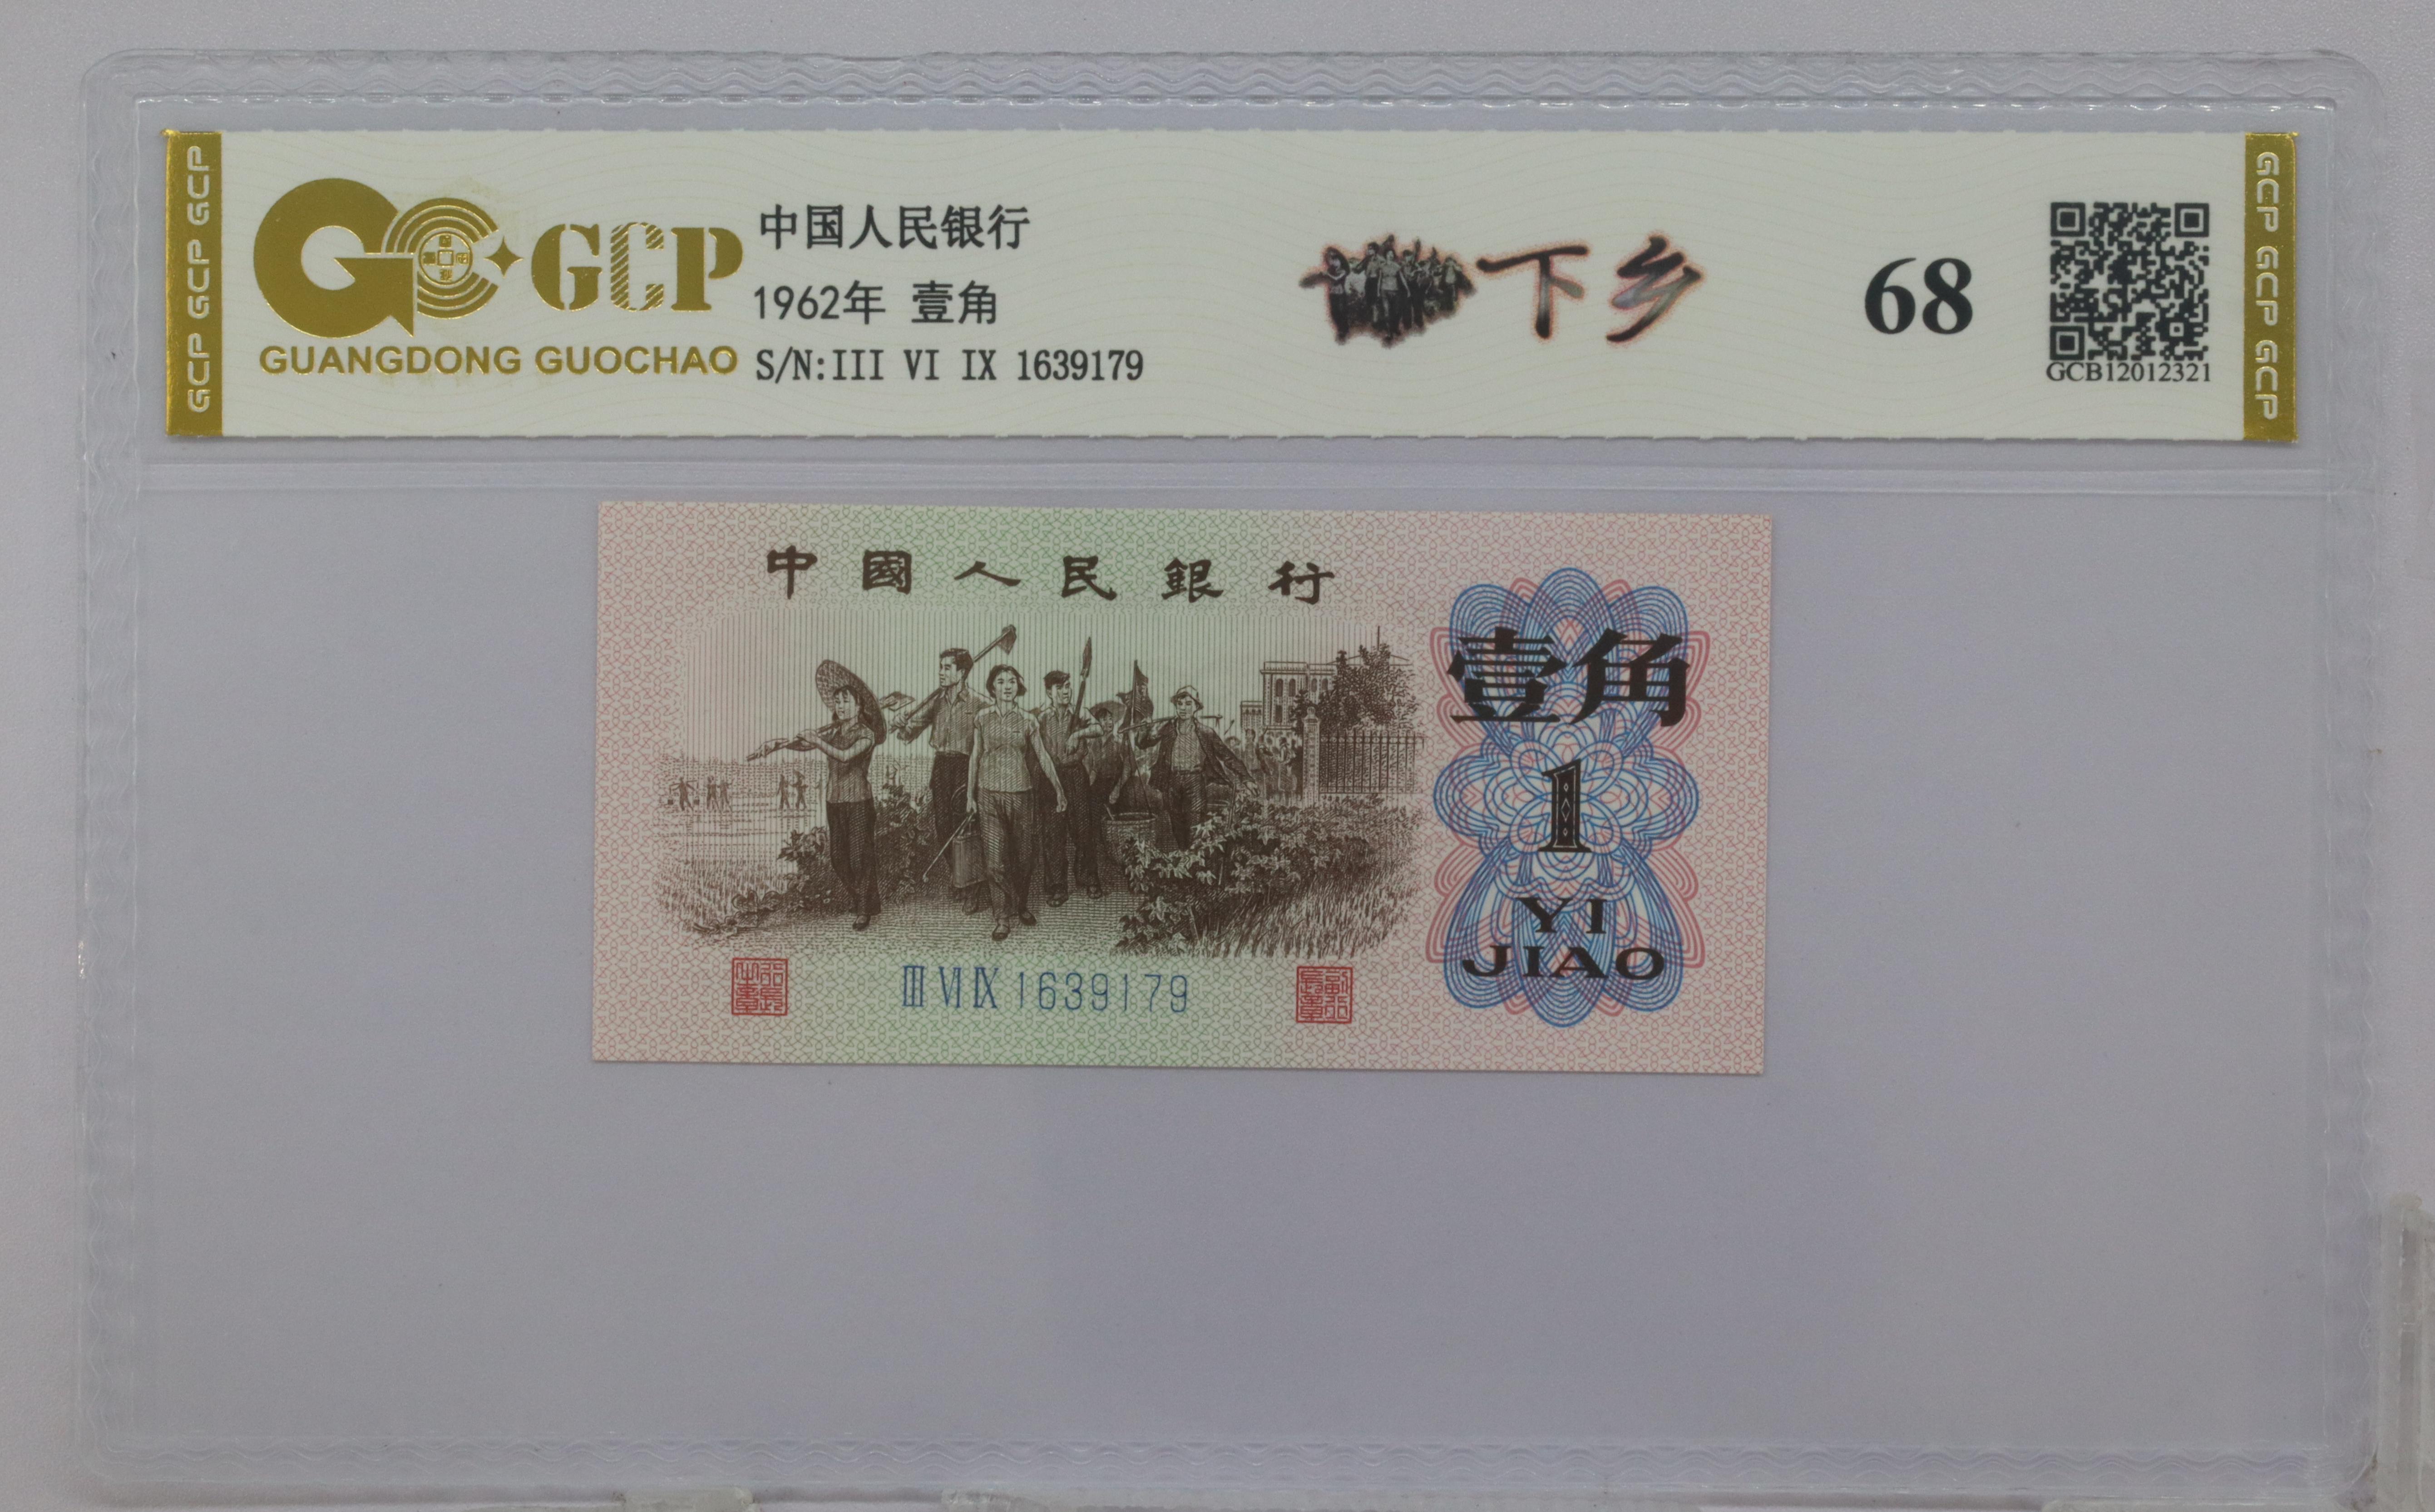 GCP GCP GCP
GCP
GUANGDONG GUOCHAO
中国人民银行
1962年 壹角
S/N:III VI IX 1639179
下乡
68
GCB12012321
GCP GCP GCP
中國人民銀行
壹角
1
YI
JIAO
III VI IX 1639179